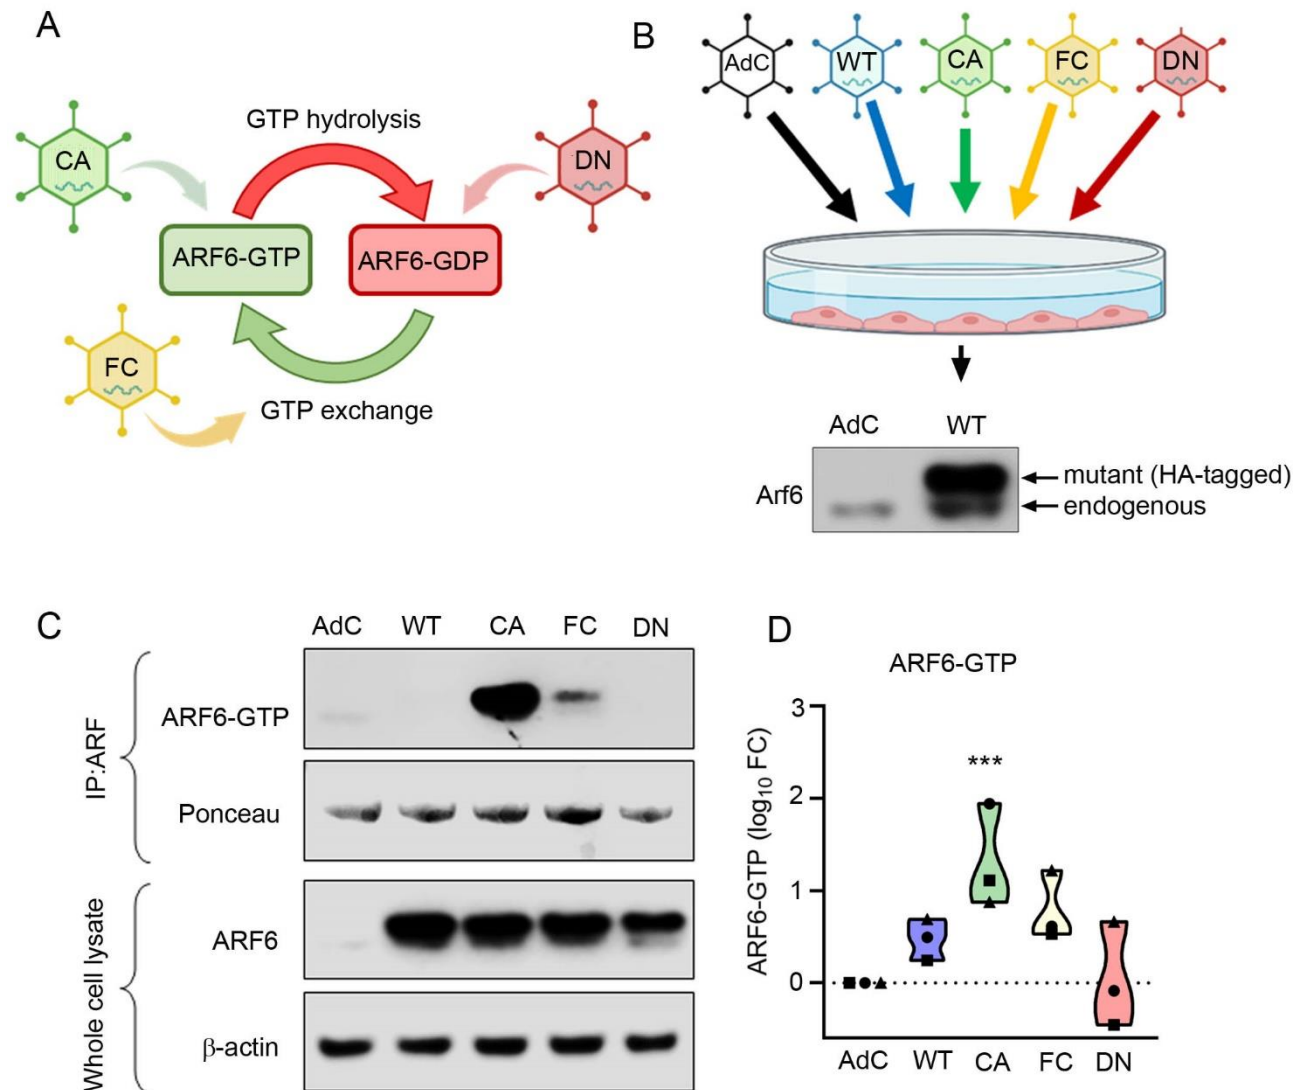 A
CA
GTP hydrolysis
DN
ARF6-GTP
ARF6-GDP
FC
GTP exchange
B
AdC
WT
CA
FC
DN
AdC WT
Arf6
mutant (HA-tagged)
endogenous
C
AdC WT CA FC DN
IP:ARF
ARF6-GTP
Ponceau
Whole cell lysate
ARF6
β-actin
D
ARF6-GTP
ARF6-GTP (log₁₀ FC)
3
2
1
0
***
AdC WT CA FC DN